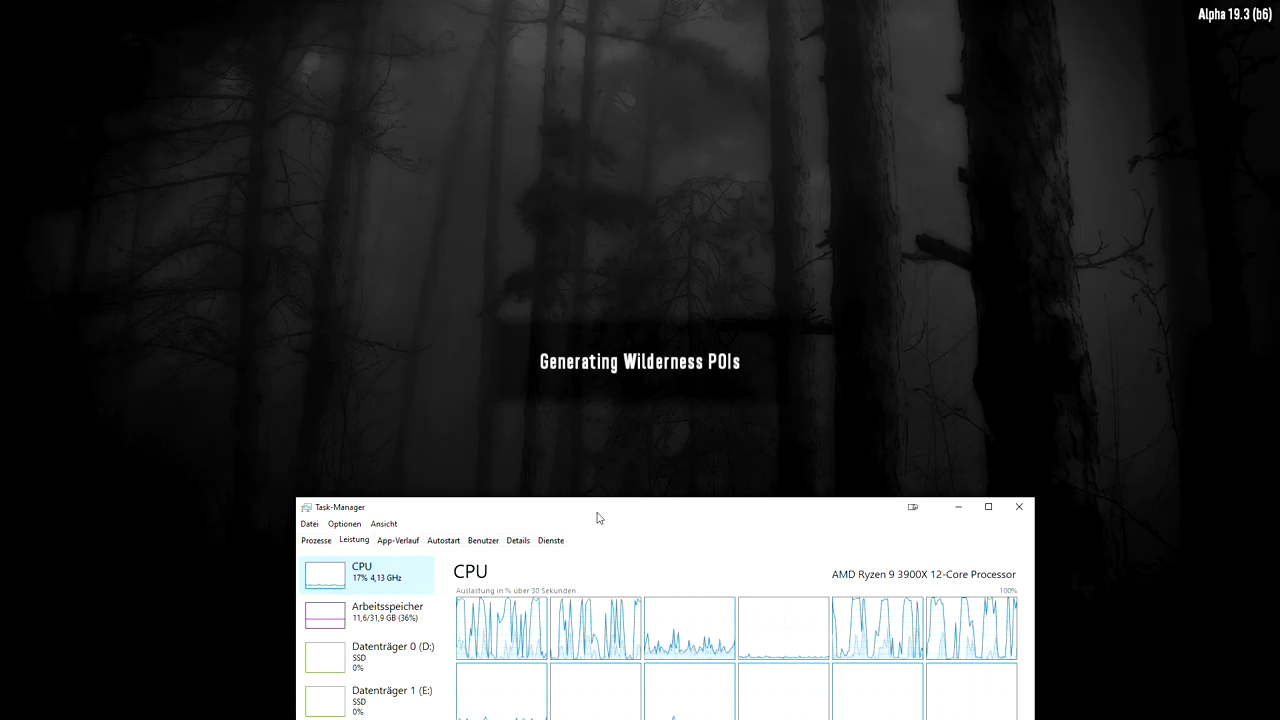 Alpha 19.3 (b6)
Generating Wilderness POIs
Task-Manager
Datei Optionen Ansicht
Prozesse Leistung App-Verlauf Autostart Benutzer Details Dienste
CPU
17% 4,13 GHz
Arbeitsspeicher
11,6/31,9 GB (36%)
Datenträger 0 (D:)
SSD
0%
Datenträger 1 (E:)
SSD
0%
CPU
AMD Ryzen 9 3900X 12-Core Processor
Auslastung in % über 30 Sekunden
100%